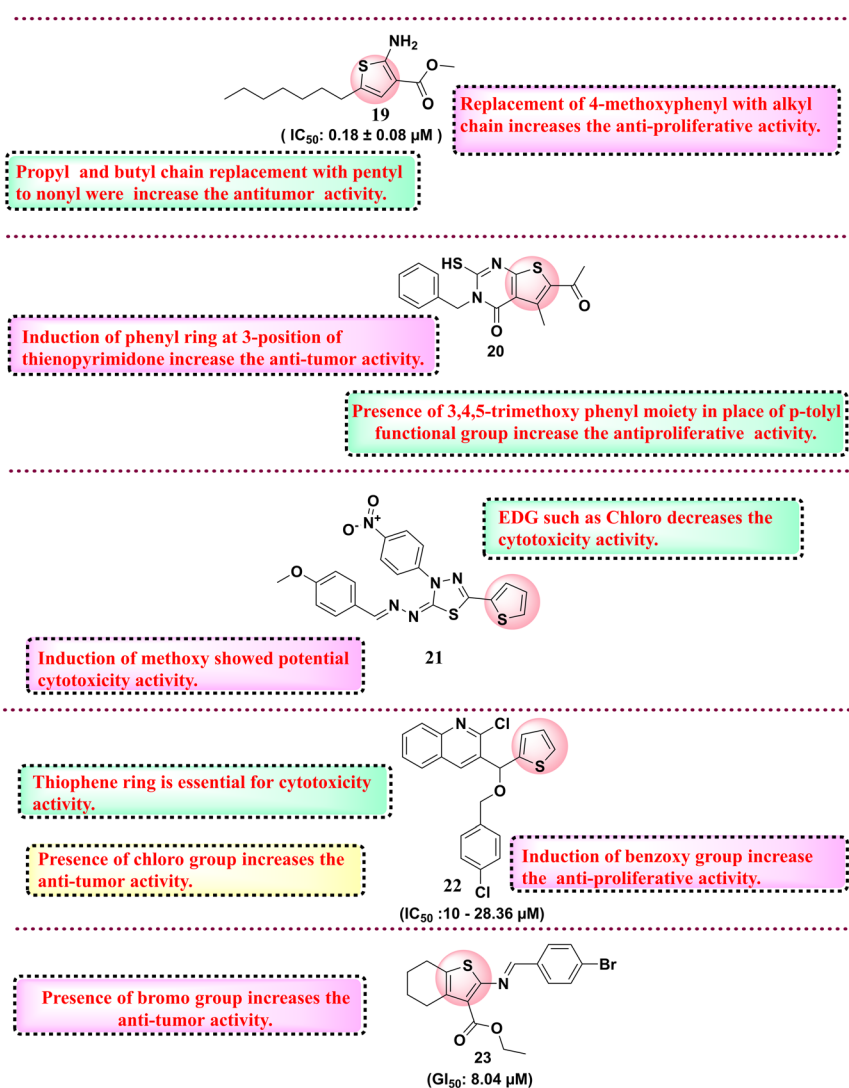 S
NH₂
O
O
19
( IC₅₀: 0.18 ± 0.08 µM )
Replacement of 4-methoxyphenyl with alkyl
chain increases the anti-proliferative activity.
Propyl and butyl chain replacement with pentyl
to nonyl were increase the antitumor activity.
HS
N
S
N
O
O
20
Induction of phenyl ring at 3-position of
thienopyrimidone increase the anti-tumor activity.
Presence of 3,4,5-trimethoxy phenyl moiety in place of p-tolyl
functional group increase the antiproliferative activity.
O
N⁺
O⁻
EDG such as Chloro decreases the
cytotoxicity activity.
O
N
N
N
N
S
S
21
Induction of methoxy showed potential
cytotoxicity activity.
N
Cl
S
O
Thiophene ring is essential for cytotoxicity
activity.
Presence of chloro group increases the
anti-tumor activity.
Cl
22
(IC₅₀ :10 - 28.36 µM)
Induction of benzoxy group increase
the anti-proliferative activity.
S
N
Br
O
O
23
(GI₅₀: 8.04 µM)
Presence of bromo group increases the
anti-tumor activity.